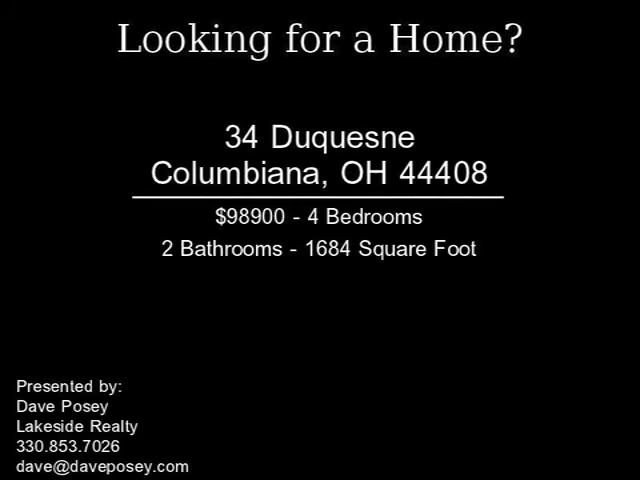 Looking for a Home?
34 Duquesne
Columbiana, OH 44408
$98900 - 4 Bedrooms
2 Bathrooms - 1684 Square Foot
Presented by:
Dave Posey
Lakeside Realty
330.853.7026
dave@daveposey.com